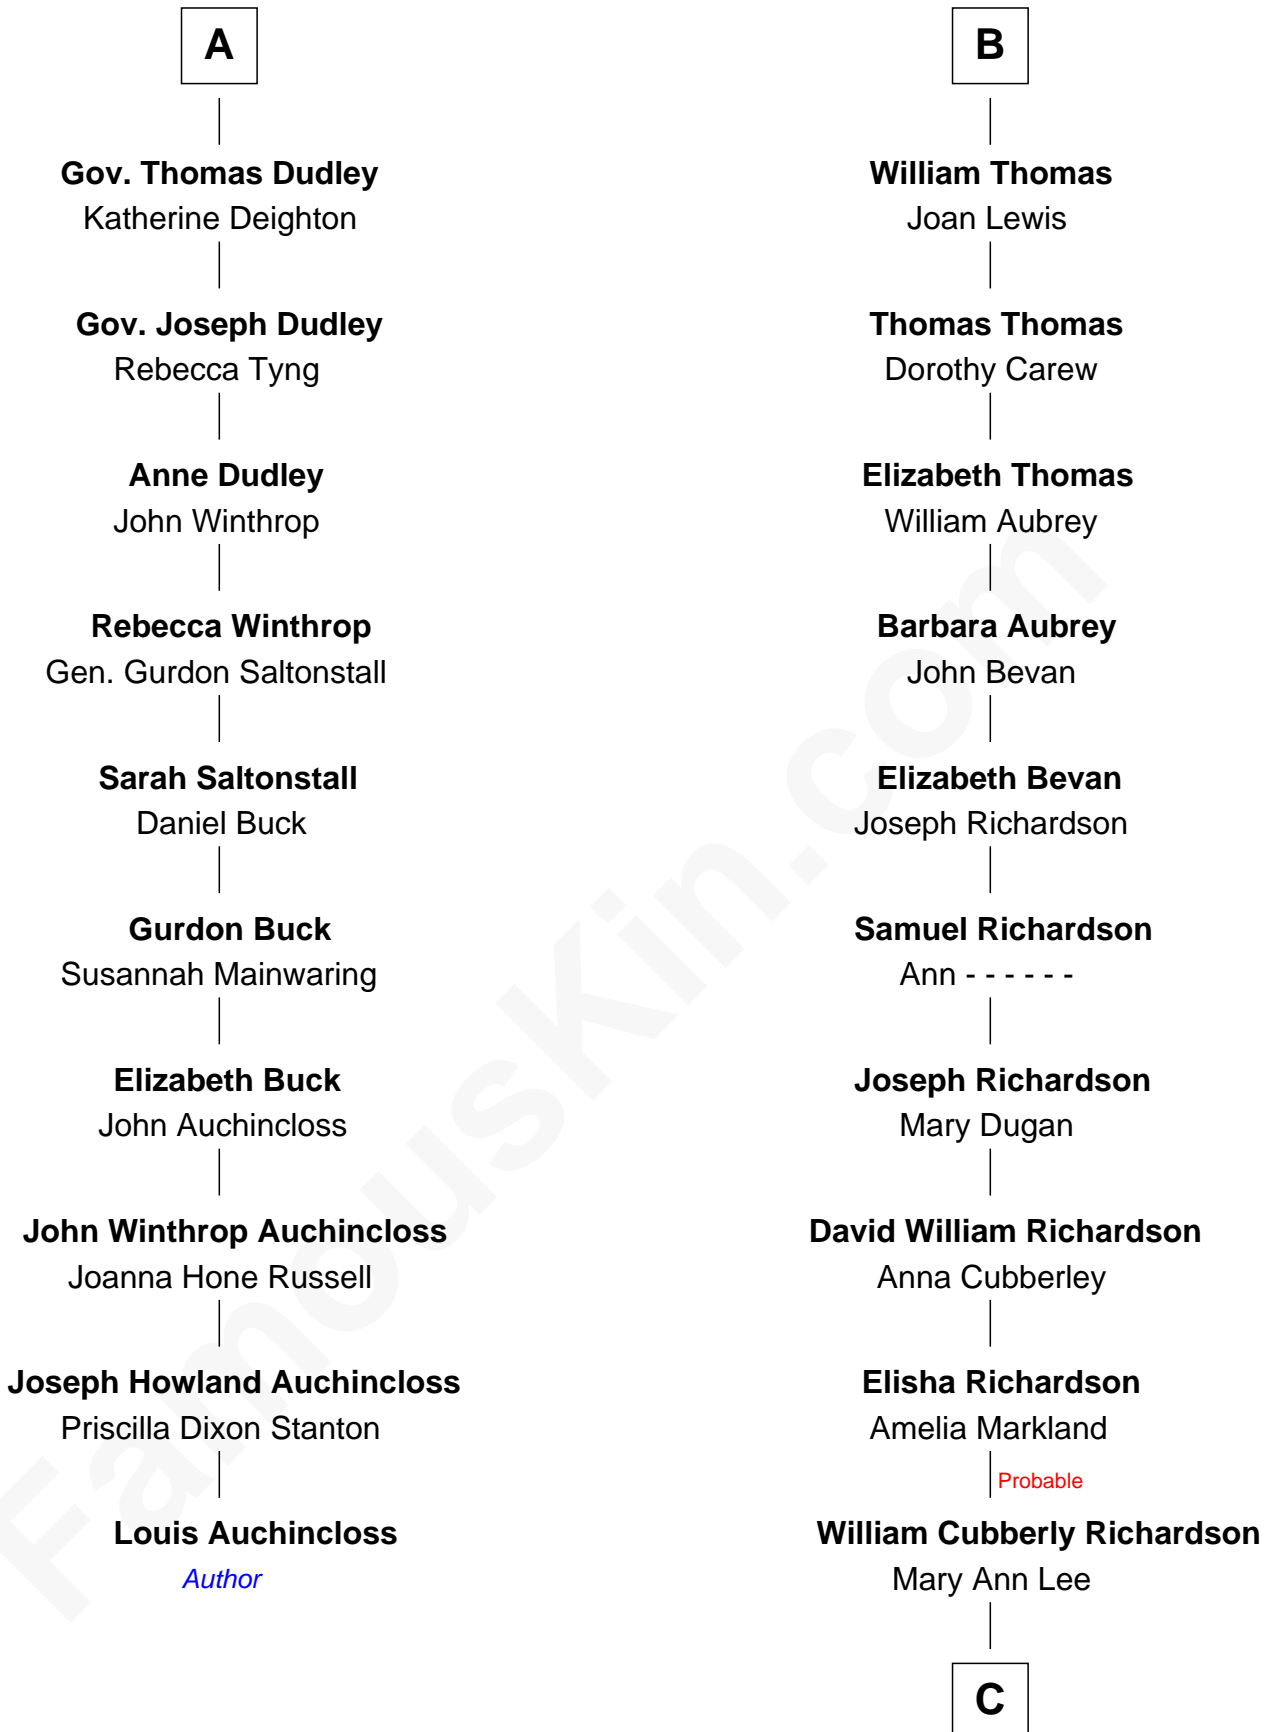 A
Gov. Thomas Dudley
Katherine Deighton
Gov. Joseph Dudley
Rebecca Tyng
Anne Dudley
John Winthrop
Rebecca Winthrop
Gen. Gurdon Saltonstall
Sarah Saltonstall
Daniel Buck
Gurdon Buck
Susannah Mainwaring
Elizabeth Buck
John Auchincloss
John Winthrop Auchincloss
Joanna Hone Russell
Joseph Howland Auchincloss
Priscilla Dixon Stanton
Louis Auchincloss
Author
B
William Thomas
Joan Lewis
Thomas Thomas
Dorothy Carew
Elizabeth Thomas
William Aubrey
Barbara Aubrey
John Bevan
Elizabeth Bevan
Joseph Richardson
Samuel Richardson
Ann - - - - - -
Joseph Richardson
Mary Dugan
David William Richardson
Anna Cubberley
Elisha Richardson
Amelia Markland
Probable
William Cubberly Richardson
Mary Ann Lee
C
FamousKin.com